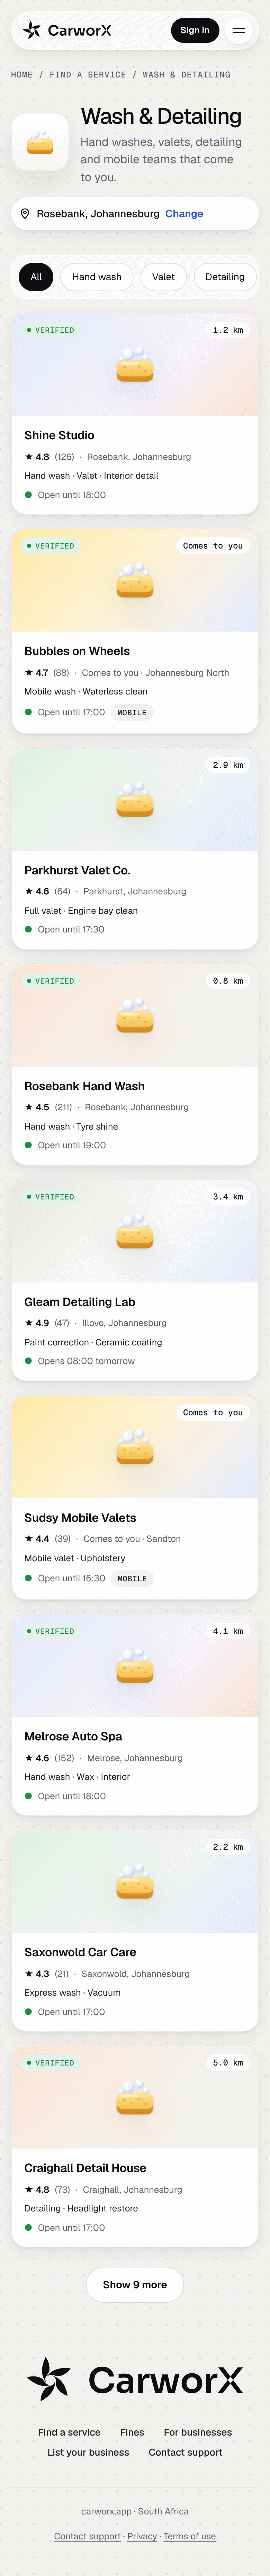 CarworX
Sign in
HOME / FIND A SERVICE / WASH & DETAILING
Wash & Detailing
Hand washes, valets, detailing
and mobile teams that come
to you.
Rosebank, Johannesburg Change
All Hand wash Valet Detailing
VERIFIED 1.2 km
Shine Studio
★ 4.8 (126) · Rosebank, Johannesburg
Hand wash · Valet · Interior detail
Open until 18:00
VERIFIED Comes to you
Bubbles on Wheels
★ 4.7 (88) · Comes to you · Johannesburg North
Mobile wash · Waterless clean
Open until 17:00 MOBILE
2.9 km
Parkhurst Valet Co.
★ 4.6 (64) · Parkhurst, Johannesburg
Full valet · Engine bay clean
Open until 17:30
VERIFIED 0.8 km
Rosebank Hand Wash
★ 4.5 (211) · Rosebank, Johannesburg
Hand wash · Tyre shine
Open until 19:00
VERIFIED 3.4 km
Gleam Detailing Lab
★ 4.9 (47) · Illovo, Johannesburg
Paint correction · Ceramic coating
Opens 08:00 tomorrow
Comes to you
Sudsy Mobile Valets
★ 4.4 (39) · Comes to you · Sandton
Mobile valet · Upholstery
Open until 16:30 MOBILE
VERIFIED 4.1 km
Melrose Auto Spa
★ 4.6 (152) · Melrose, Johannesburg
Hand wash · Wax · Interior
Open until 18:00
2.2 km
Saxonwold Car Care
★ 4.3 (21) · Saxonwold, Johannesburg
Express wash · Vacuum
Open until 17:00
VERIFIED 5.0 km
Craighall Detail House
★ 4.8 (73) · Craighall, Johannesburg
Detailing · Headlight restore
Open until 17:00
Show 9 more
CarworX
Find a service Fines For businesses
List your business Contact support
carworx.app · South Africa
Contact support · Privacy · Terms of use